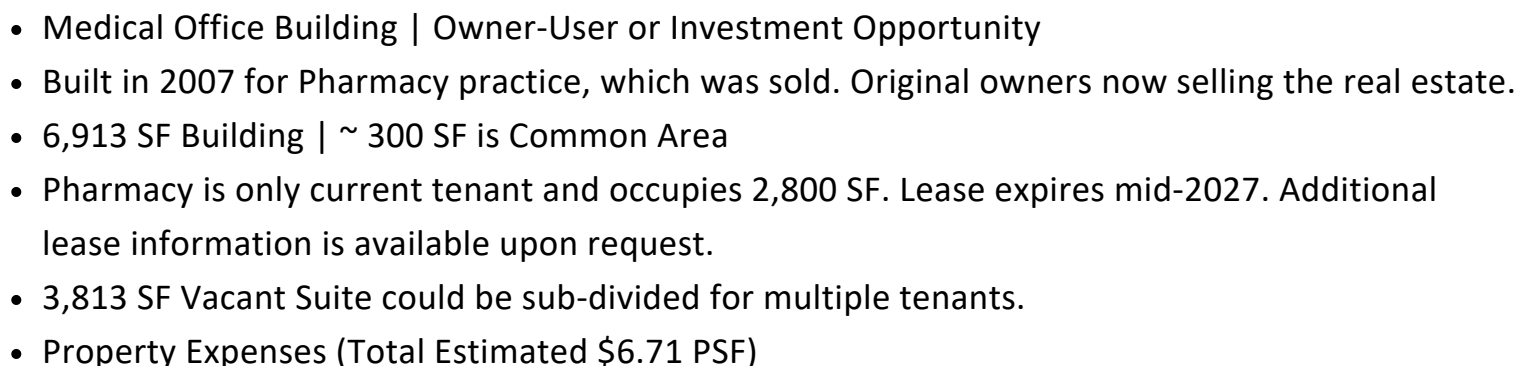 • Medical Office Building | Owner-User or Investment Opportunity
• Built in 2007 for Pharmacy practice, which was sold. Original owners now selling the real estate.
• 6,913 SF Building | ~ 300 SF is Common Area
• Pharmacy is only current tenant and occupies 2,800 SF. Lease expires mid-2027. Additional
lease information is available upon request.
• 3,813 SF Vacant Suite could be sub-divided for multiple tenants.
• Property Expenses (Total Estimated $6.71 PSF)